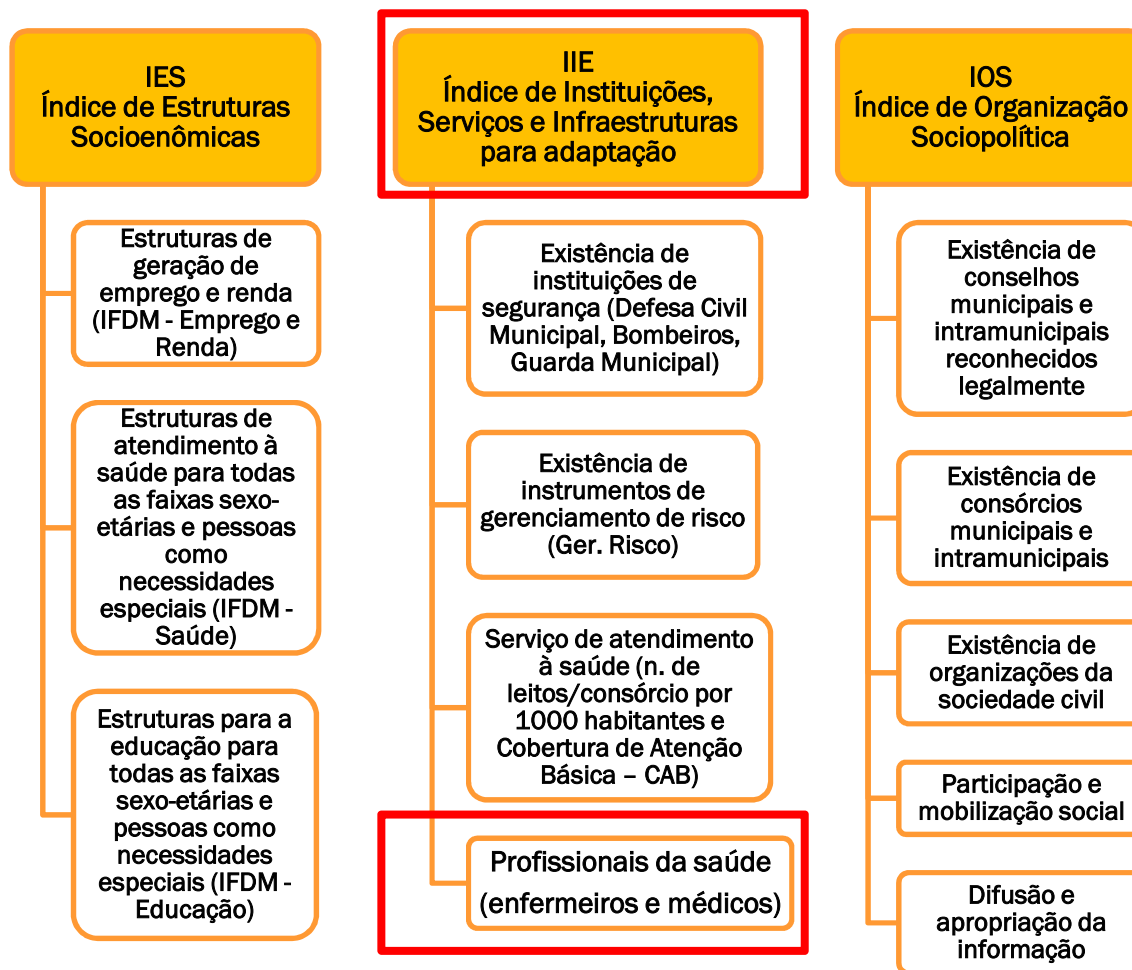 IES
Índice de Estruturas
Socioenômicas
Estruturas de
geração de
emprego e renda
(IFDM - Emprego e
Renda)
Estruturas de
atendimento à
saúde para todas
as faixas sexo-
etárias e pessoas
como
necessidades
especiais (IFDM -
Saúde)
Estruturas para a
educação para
todas as faixas
sexo-etárias e
pessoas como
necessidades
especiais (IFDM -
Educação)
IIE
Índice de Instituições,
Serviços e Infraestruturas
para adaptação
Existência de
instituições de
segurança (Defesa Civil
Municipal, Bombeiros,
Guarda Municipal)
Existência de
instrumentos de
gerenciamento de risco
(Ger. Risco)
Serviço de atendimento
à saúde (n. de
leitos/consórcio por
1000 habitantes e
Cobertura de Atenção
Básica – CAB)
Profissionais da saúde
(enfermeiros e médicos)
IOS
Índice de Organização
Sociopolítica
Existência de
conselhos
municipais e
intramunicipais
reconhecidos
legalmente
Existência de
consórcios
municipais e
intramunicipais
Existência de
organizações da
sociedade civil
Participação e
mobilização social
Difusão e
apropriação da
informação